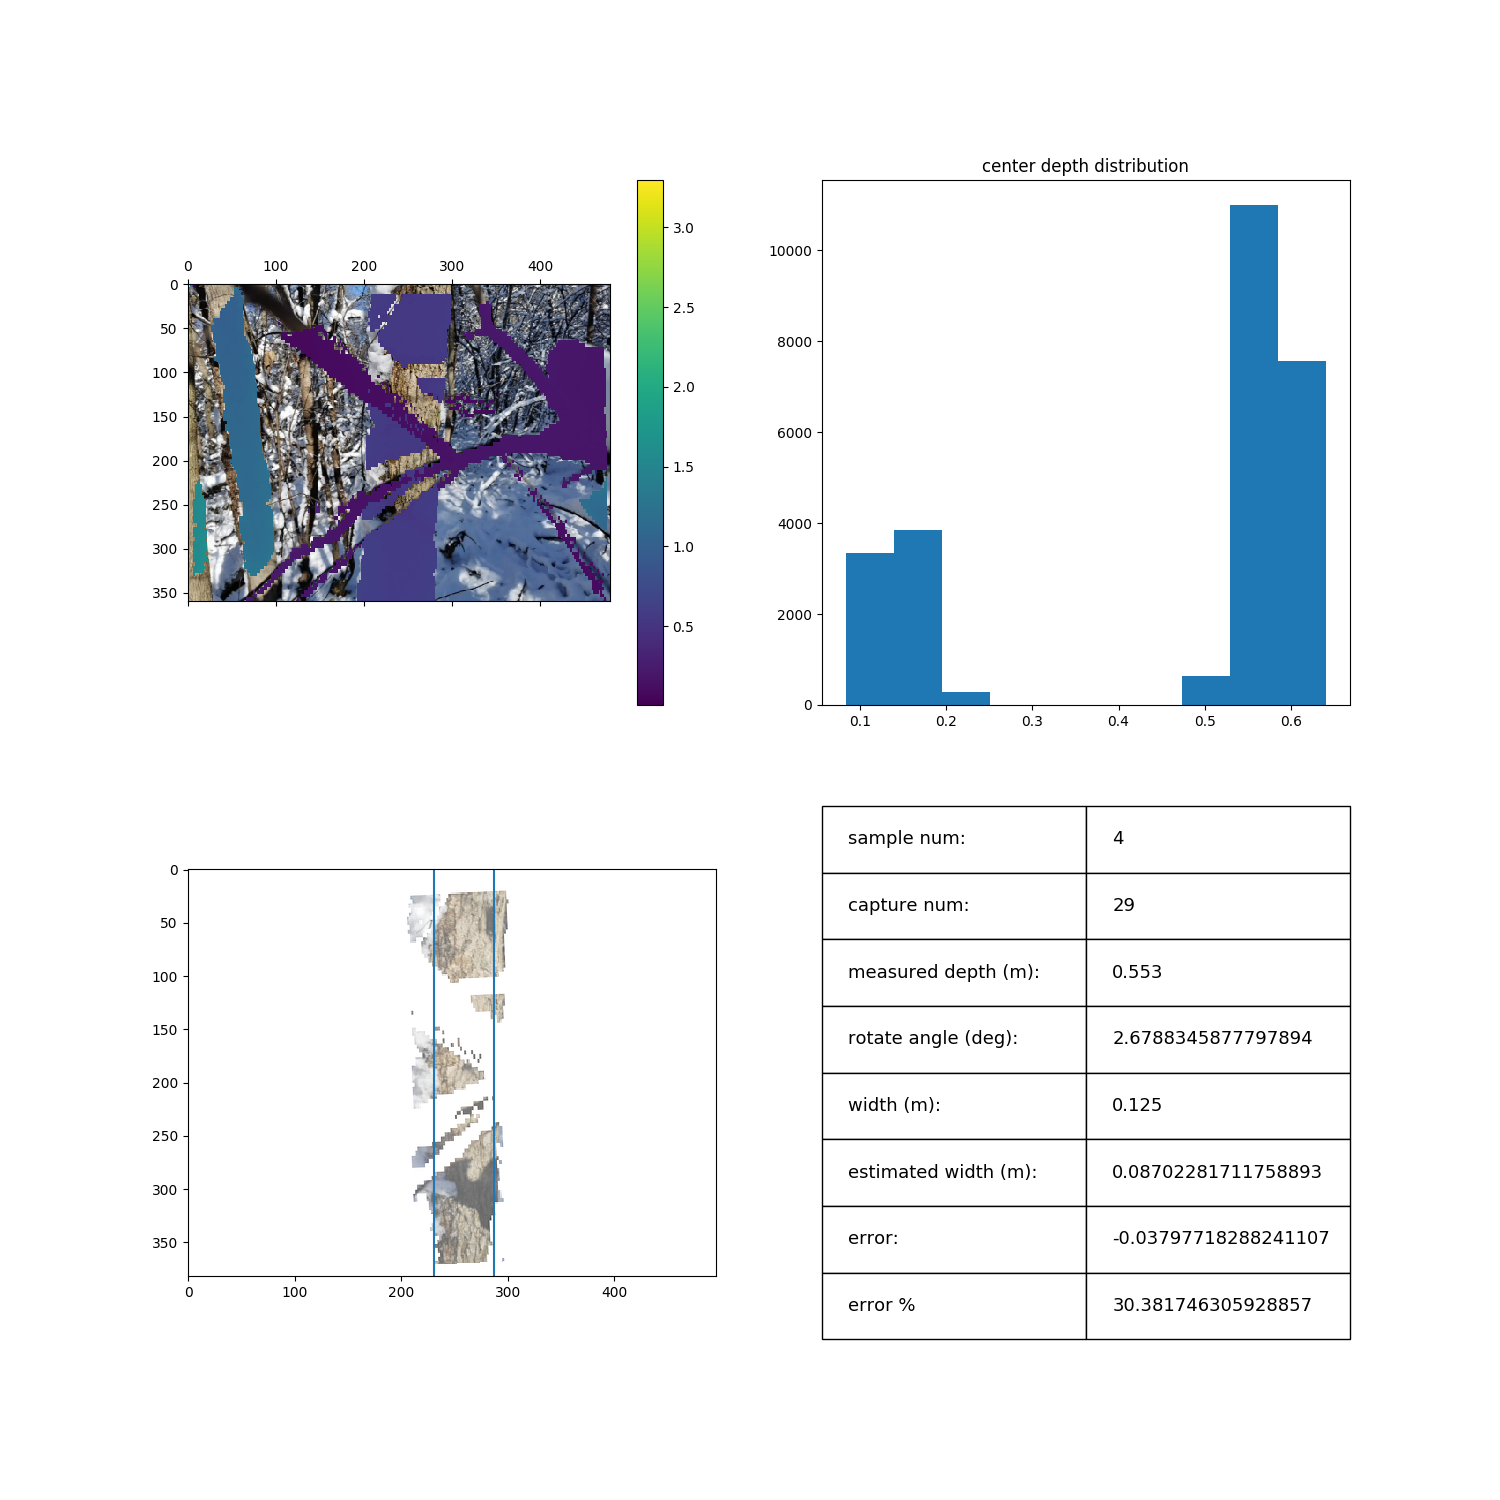 center depth distribution
3.0
2.5
2.0
1.5
1.0
0.5
0 100 200 300 400
0
50
100
150
200
250
300
350
10000
8000
6000
4000
2000
0
0.1 0.2 0.3 0.4 0.5 0.6
0
50
100
150
200
250
300
350
0 100 200 300 400
sample num: 4
capture num: 29
measured depth (m): 0.553
rotate angle (deg): 2.6788345877797894
width (m): 0.125
estimated width (m): 0.08702281711758893
error: -0.03797718288241107
error % 30.381746305928857